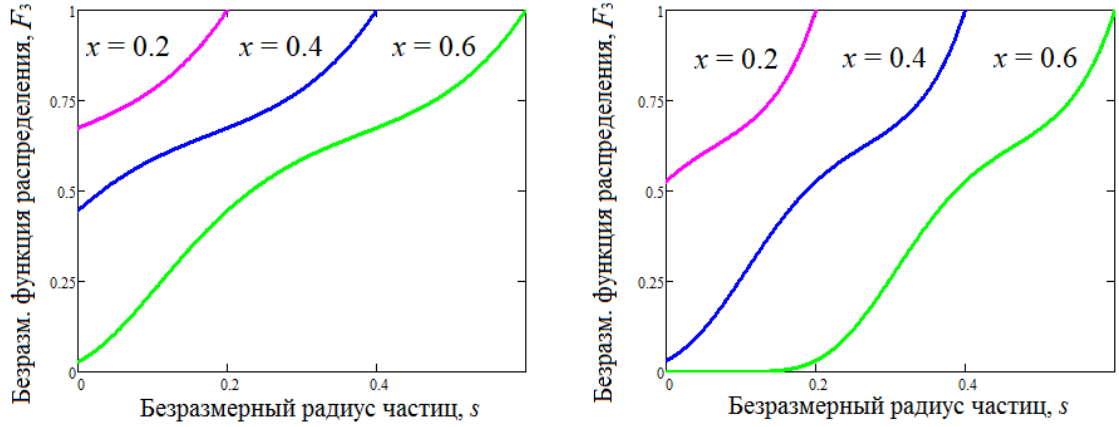 Безразм. функция распределения, F₃
1
0.75
0.5
0.25
0
x = 0.2
x = 0.4
x = 0.6
0
0.2
0.4
Безразмерный радиус частиц, s
Безразм. функция распределения, F₃
1
0.75
0.5
0.25
0
x = 0.2
x = 0.4
x = 0.6
0
0.2
0.4
Безразмерный радиус частиц, s